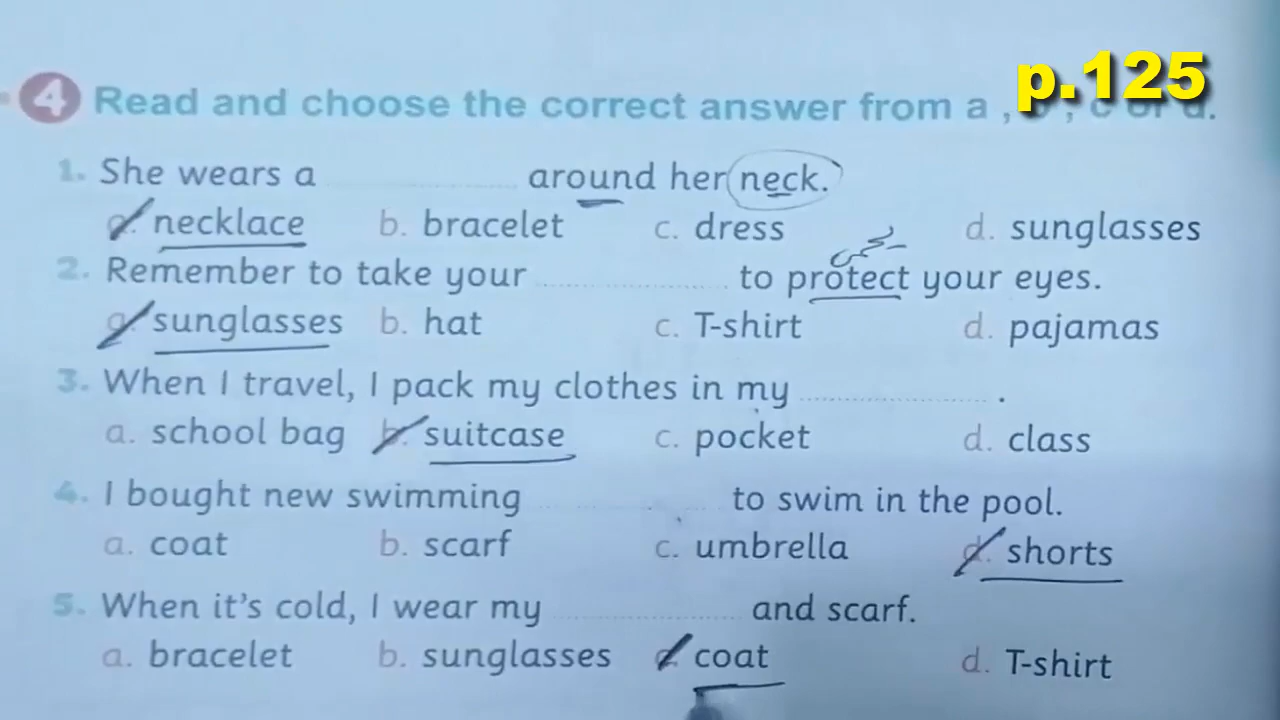 p.125
4 Read and choose the correct answer from a , b , c or d.
1. She wears a ........................ around her neck.
a. necklace b. bracelet c. dress d. sunglasses
2. Remember to take your ........................ to protect your eyes.
a. sunglasses b. hat c. T-shirt d. pajamas
3. When I travel, I pack my clothes in my ........................ .
a. school bag b. suitcase c. pocket d. class
4. I bought new swimming ........................ to swim in the pool.
a. coat b. scarf c. umbrella d. shorts
5. When it's cold, I wear my ........................ and scarf.
a. bracelet b. sunglasses c. coat d. T-shirt